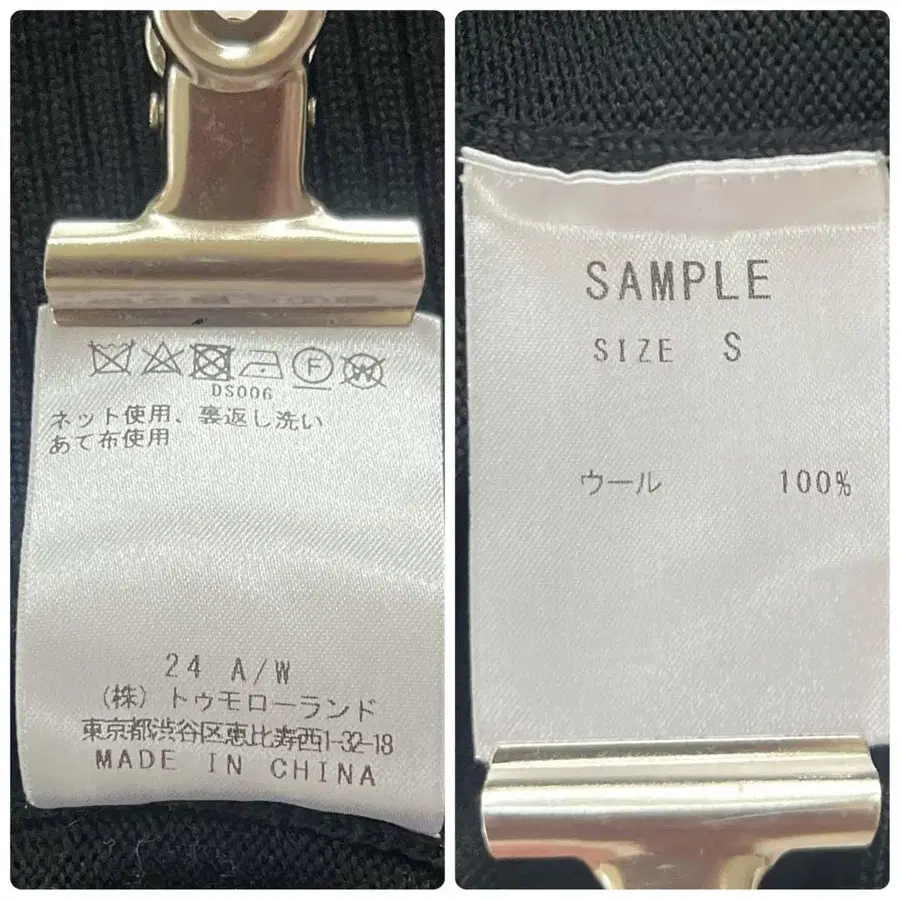 F W
DS006
ネット使用、裏返し洗い
あて布使用
24 A/W
(株)トゥモローランド
東京都渋谷区恵比寿西1-32-18
MADE IN CHINA
SAMPLE
SIZE S
ウール 100%